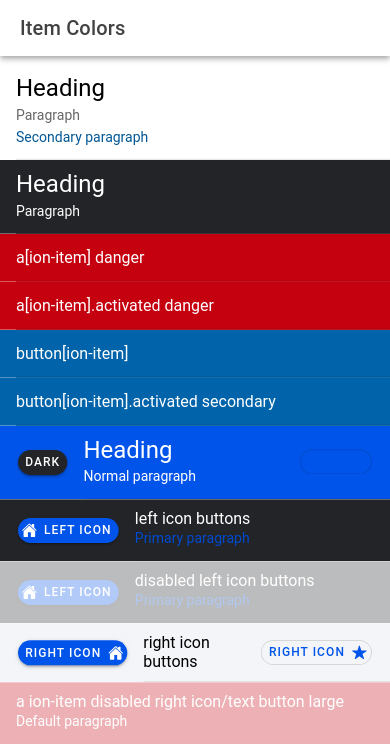 Item Colors
Heading
Paragraph
Secondary paragraph
Heading
Paragraph
a[ion-item] danger
a[ion-item].activated danger
button[ion-item]
button[ion-item].activated secondary
DARK
Heading
Normal paragraph
LEFT ICON
left icon buttons
Primary paragraph
LEFT ICON
disabled left icon buttons
Primary paragraph
RIGHT ICON
right icon
buttons
RIGHT ICON
a ion-item disabled right icon/text button large
Default paragraph